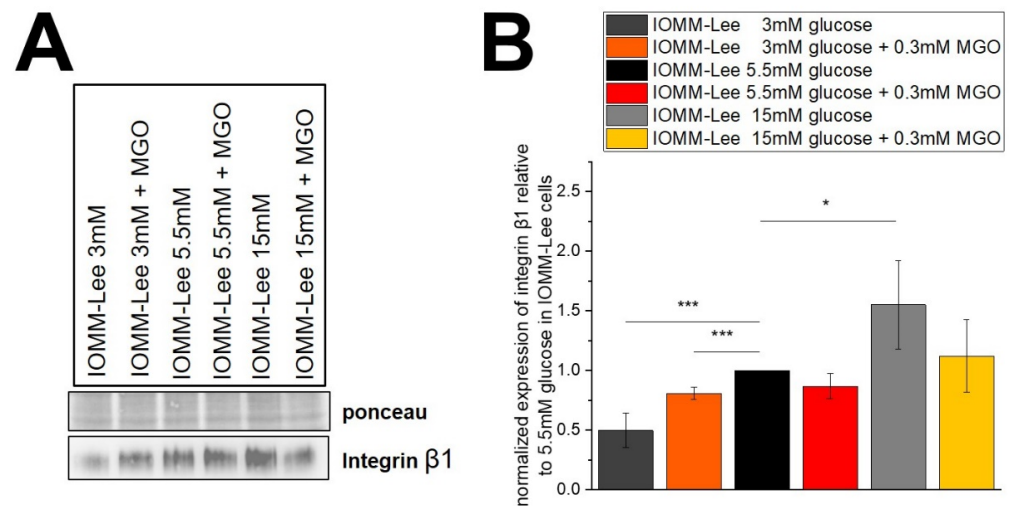 A
IOMM-Lee 3mM
IOMM-Lee 3mM + MGO
IOMM-Lee 5.5mM
IOMM-Lee 5.5mM + MGO
IOMM-Lee 15mM
IOMM-Lee 15mM + MGO
ponceau
Integrin β1
B
IOMM-Lee 3mM glucose
IOMM-Lee 3mM glucose + 0.3mM MGO
IOMM-Lee 5.5mM glucose
IOMM-Lee 5.5mM glucose + 0.3mM MGO
IOMM-Lee 15mM glucose
IOMM-Lee 15mM glucose + 0.3mM MGO
normalized expression of integrin β1 relative
to 5.5mM glucose in IOMM-Lee cells
2.5
2.0
1.5
1.0
0.5
0.0
*
***
***